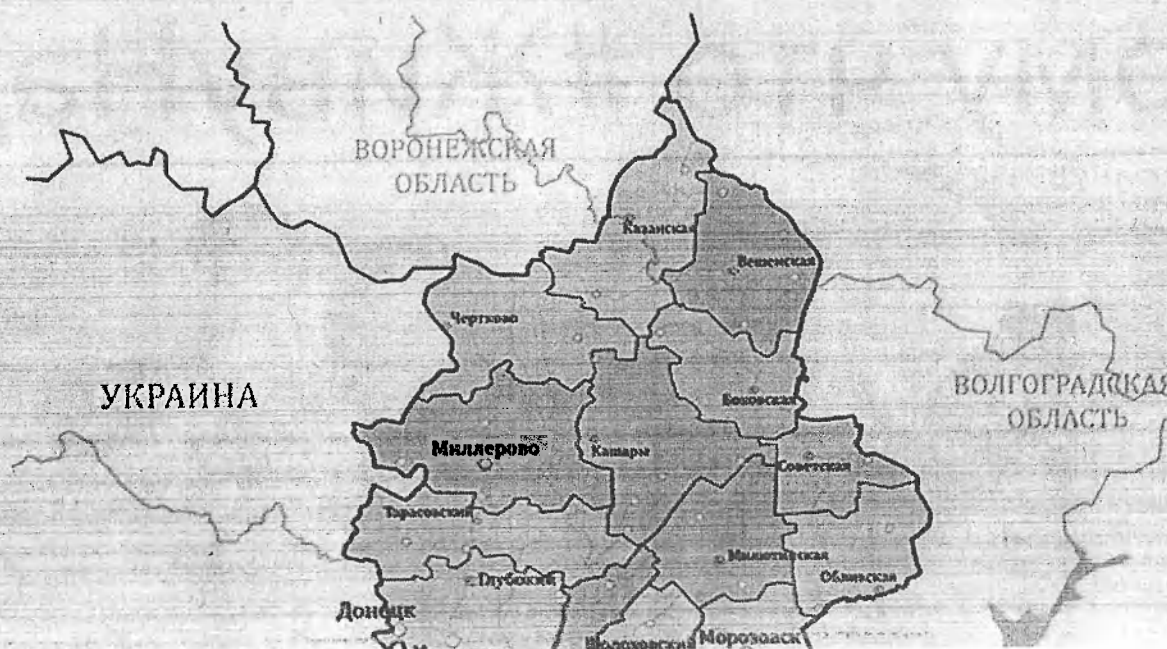 ВОРОНЕЖСКАЯ
ОБЛАСТЬ
Казанская
Вешенская
Чертково
УКРАИНА
ВОЛГОГРАДСКАЯ
ОБЛАСТЬ
Боковская
Миллерово
Кашары
Советская
Тарасовский
Милютинская
Глубокий
Обливская
Донецк
Шолоховский
Морозовск